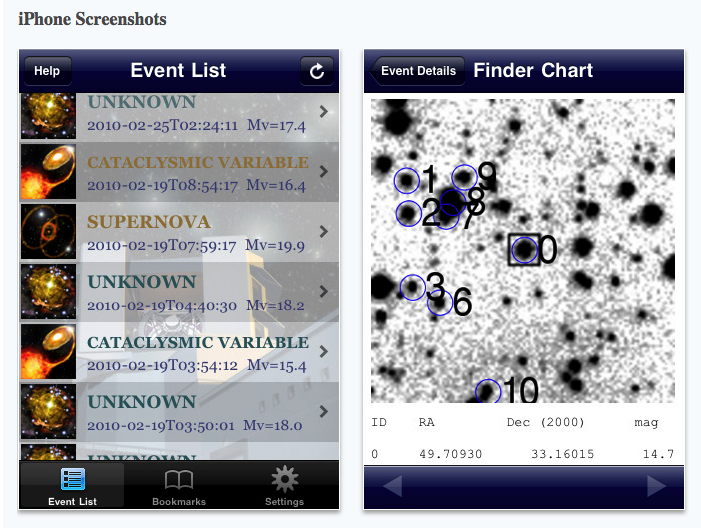 iPhone Screenshots
Help
Event List
UNKNOWN
2010-02-25T02:24:11 Mv=17.4
CATACLYSMIC VARIABLE
2010-02-19T08:54:17 Mv=16.4
SUPERNOVA
2010-02-19T07:59:17 Mv=19.9
UNKNOWN
2010-02-19T04:40:30 Mv=18.2
CATACLYSMIC VARIABLE
2010-02-19T03:54:12 Mv=15.4
UNKNOWN
2010-02-19T03:50:01 Mv=18.0
UNKNOWN
Event List
Bookmarks
Settings
Event Details
Finder Chart
1
9
8
2
7
0
3
6
10
ID RA Dec (2000) mag
0 49.70930 33.16015 14.7